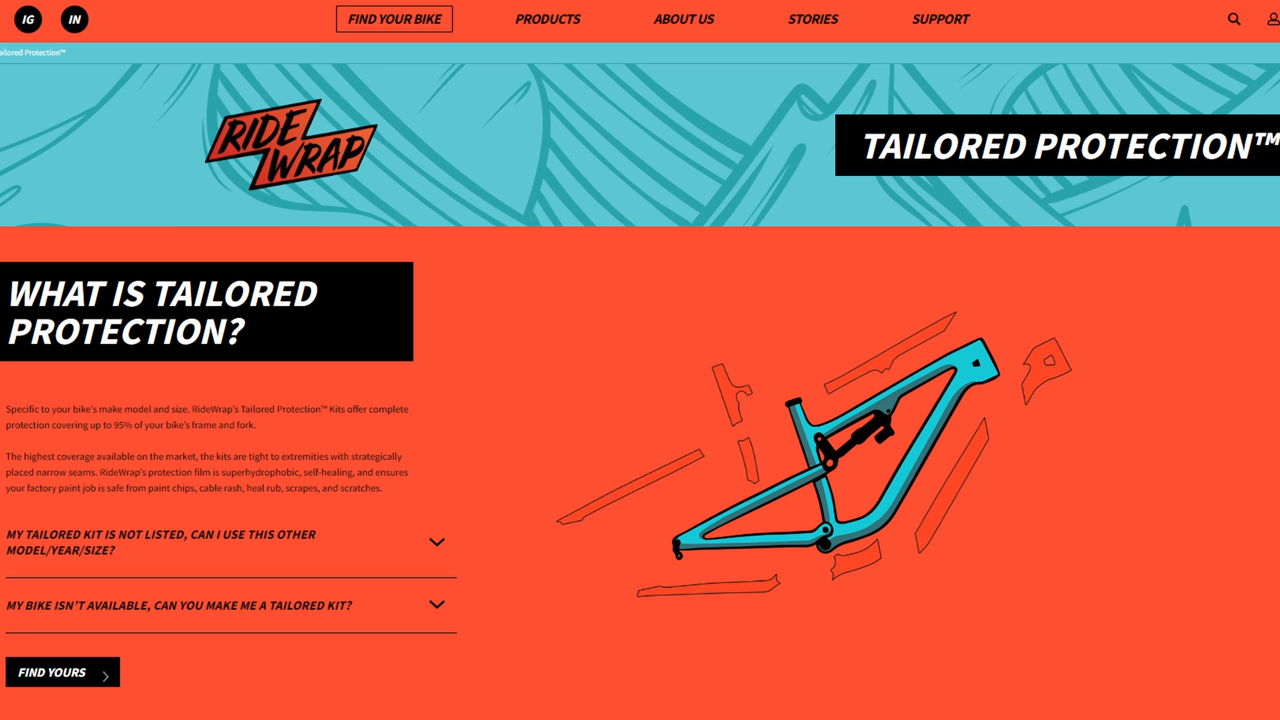 IG IN FIND YOUR BIKE PRODUCTS ABOUT US STORIES SUPPORT
ailored Protection™
RIDE
WRAP
TAILORED PROTECTION™
WHAT IS TAILORED
PROTECTION?
Specific to your bike's make model and size. RideWrap's Tailored Protection™ Kits offer complete
protection covering up to 95% of your bike's frame and fork.
The highest coverage available on the market, the kits are tight to extremities with strategically
placed narrow seams. RideWrap's protection film is superhydrophobic, self-healing, and ensures
your factory paint job is safe from paint chips, cable rash, heal rub, scrapes, and scratches.
MY TAILORED KIT IS NOT LISTED, CAN I USE THIS OTHER
MODEL/YEAR/SIZE?
MY BIKE ISN'T AVAILABLE, CAN YOU MAKE ME A TAILORED KIT?
FIND YOURS